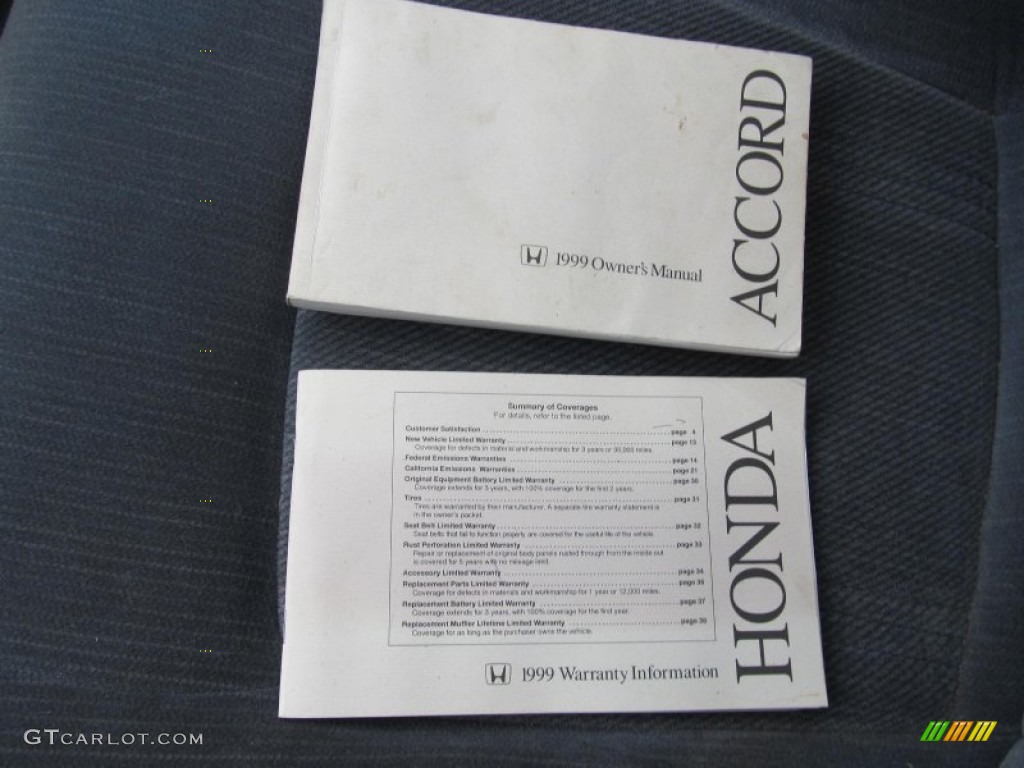 ACCORD
1999 Owner's Manual
Summary of Coverages
For details, refer to the listed page.
Customer Satisfaction page 4
New Vehicle Limited Warranty page 13
Coverage for defects in material and workmanship for 3 years or 36,000 miles.
Federal Emissions Warranties page 14
California Emissions Warranties page 21
Original Equipment Battery Limited Warranty page 30
Coverage extends for 3 years, with 100% coverage for the first 2 years.
Tires page 31
Tires are warranted by their manufacturer. A separate tire warranty statement is
in the owner's packet.
Seat Belt Limited Warranty page 32
Seat belts that fail to function properly are covered for the useful life of the vehicle.
Rust Perforation Limited Warranty page 33
Repair or replacement of original body panels rusted through from the inside out
is covered for 5 years with no mileage limit.
Accessory Limited Warranty page 34
Replacement Parts Limited Warranty page
Coverage for defects in materials and workmanship for 1 year or 12,000 miles.
Replacement Battery Limited Warranty page 37
Coverage extends for 3 years, with 100% coverage for the first year.
Replacement Muffler Lifetime Limited Warranty page
Coverage for as long as the purchaser owns the vehicle.
HONDA
1999 Warranty Information
GTCARLOT.COM